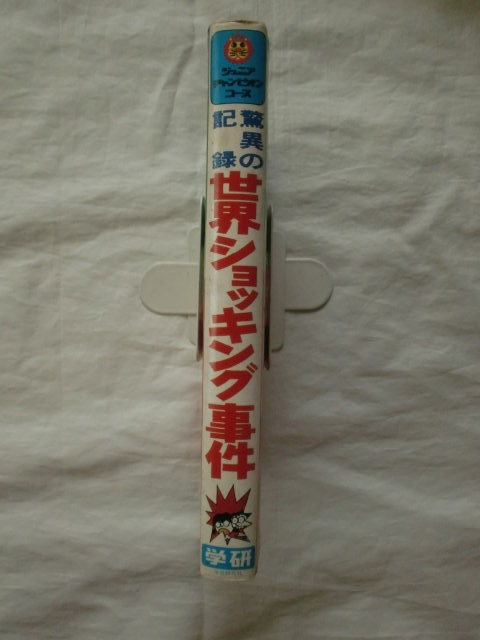 ジュニア
チャンピオン
コース
驚異の
記録
世界ショッキング事件
学研